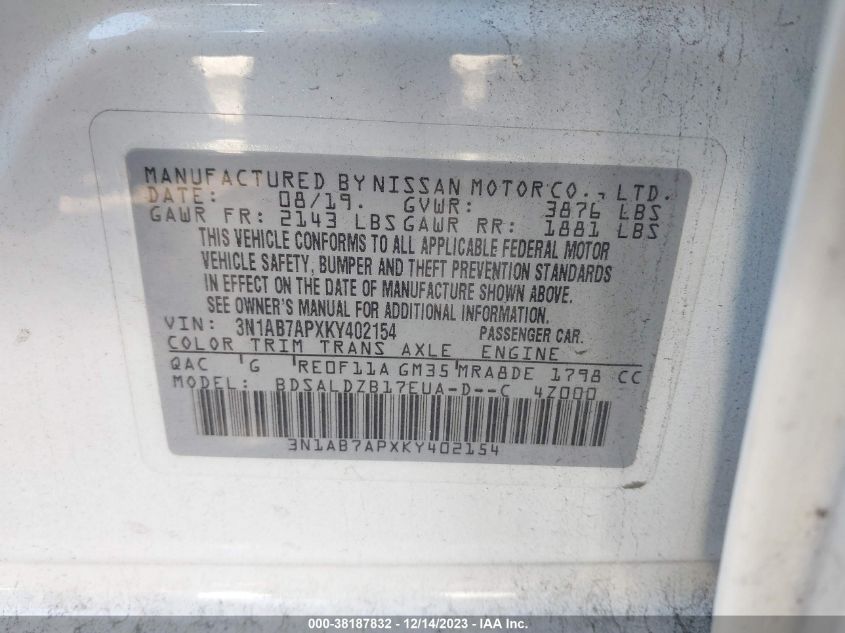 MANUFACTURED BY NISSAN MOTOR CO., LTD.
DATE: 08/19. GVWR: 3876 LBS
GAWR FR: 2143 LBS GAWR RR: 1881 LBS
THIS VEHICLE CONFORMS TO ALL APPLICABLE FEDERAL MOTOR
VEHICLE SAFETY, BUMPER AND THEFT PREVENTION STANDARDS
IN EFFECT ON THE DATE OF MANUFACTURE SHOWN ABOVE.
SEE OWNER'S MANUAL FOR ADDITIONAL INFORMATION.
VIN: 3N1AB7APXKY402154 PASSENGER CAR.
COLOR TRIM TRANS AXLE ENGINE
QAC G RE0F11A GM35 MRA8DE 1798 CC
MODEL: BDSALDZB17EUA-D--C 4Z000
3N1AB7APXKY402154
000-38187832 - 12/14/2023 - IAA Inc.